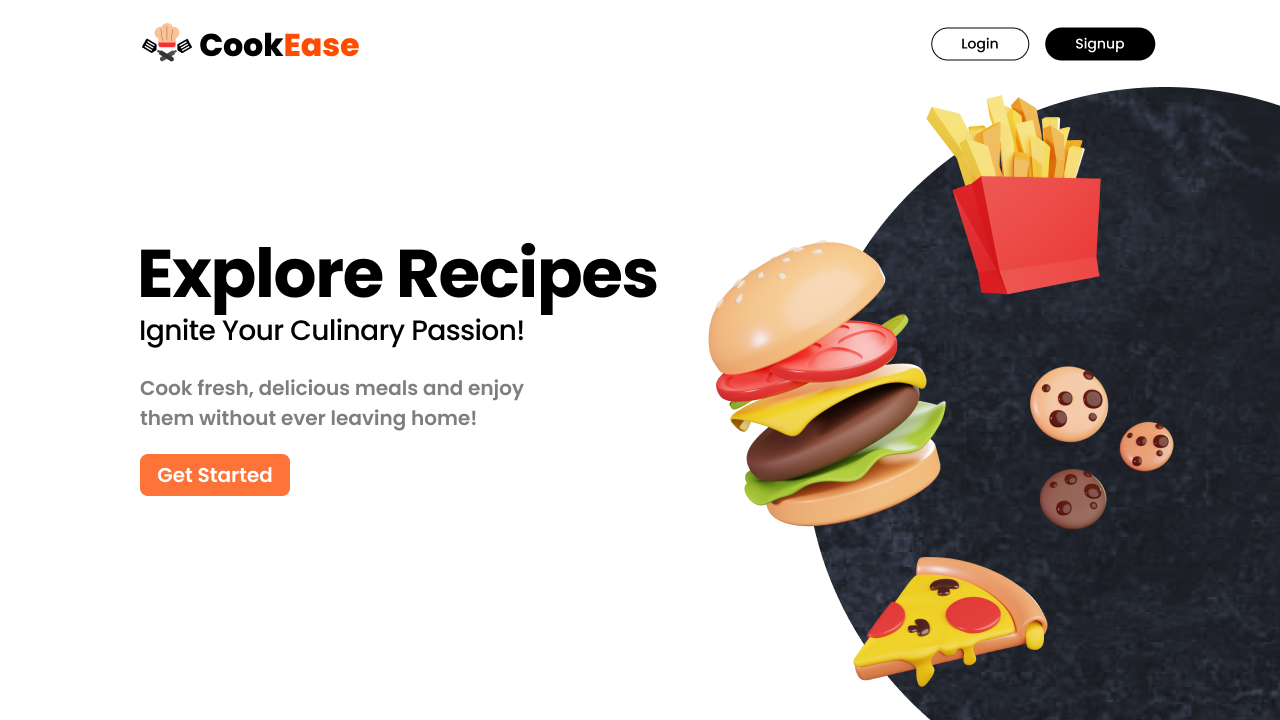 CookEase
Login
Signup
Explore Recipes
Ignite Your Culinary Passion!
Cook fresh, delicious meals and enjoy
them without ever leaving home!
Get Started